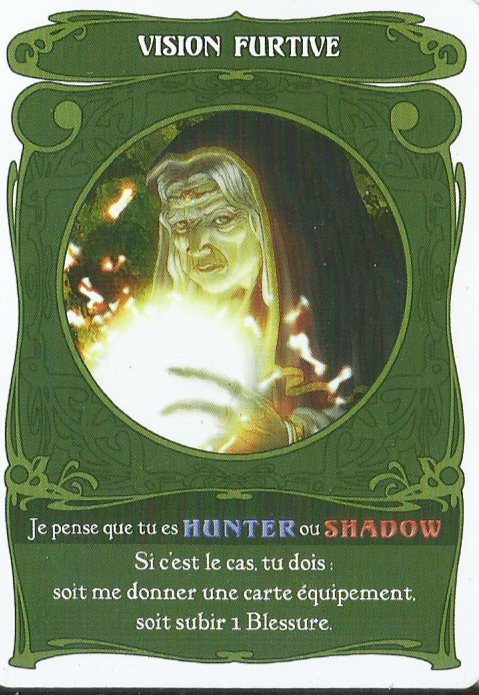 VISION FURTIVE
Je pense que tu es HUNTER ou SHADOW
Si c'est le cas, tu dois :
soit me donner une carte équipement,
soit subir 1 Blessure.